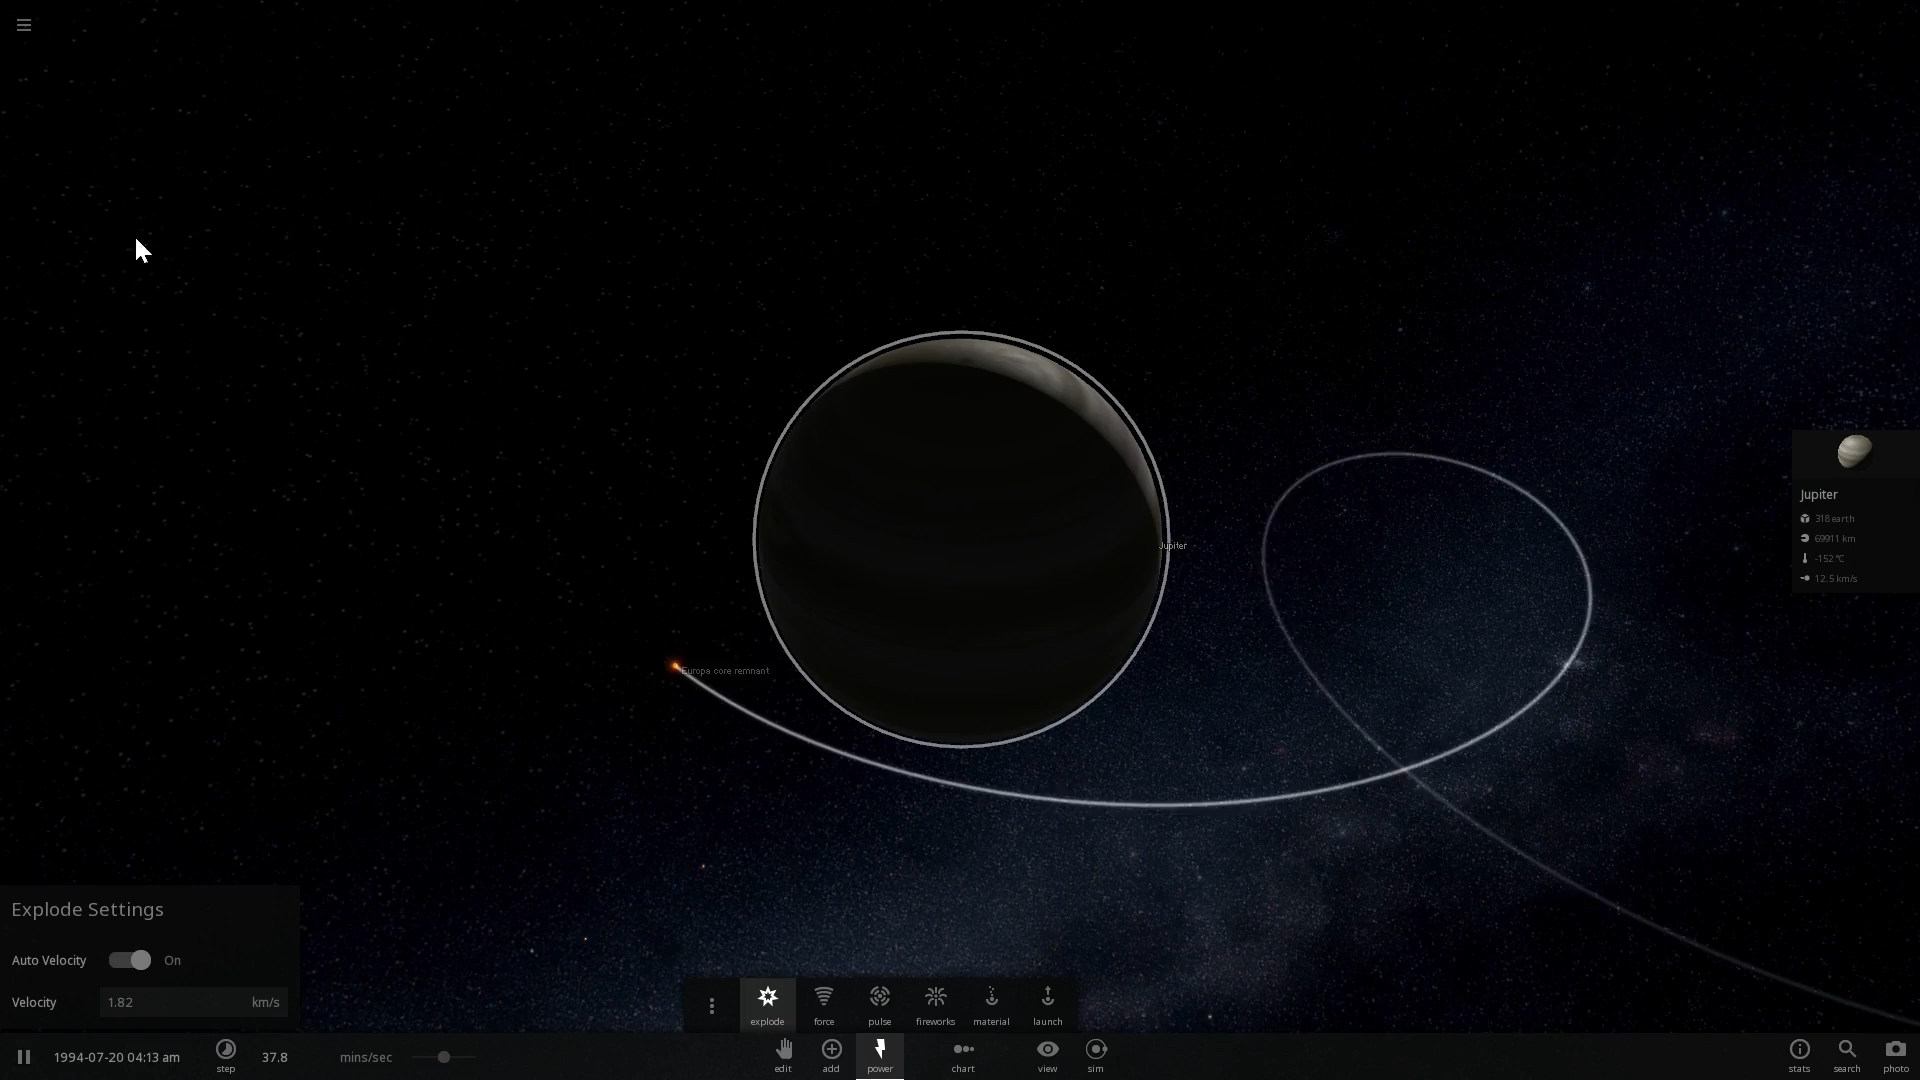 Jupiter
Europa core remnant
Jupiter
318 earth
69911 km
-152 °C
12.5 km/s
Explode Settings
Auto Velocity On
Velocity 1.82 km/s
explode force pulse fireworks material launch
1994-07-20 04:13 am step 37.8 mins/sec edit add power chart view sim stats search photo